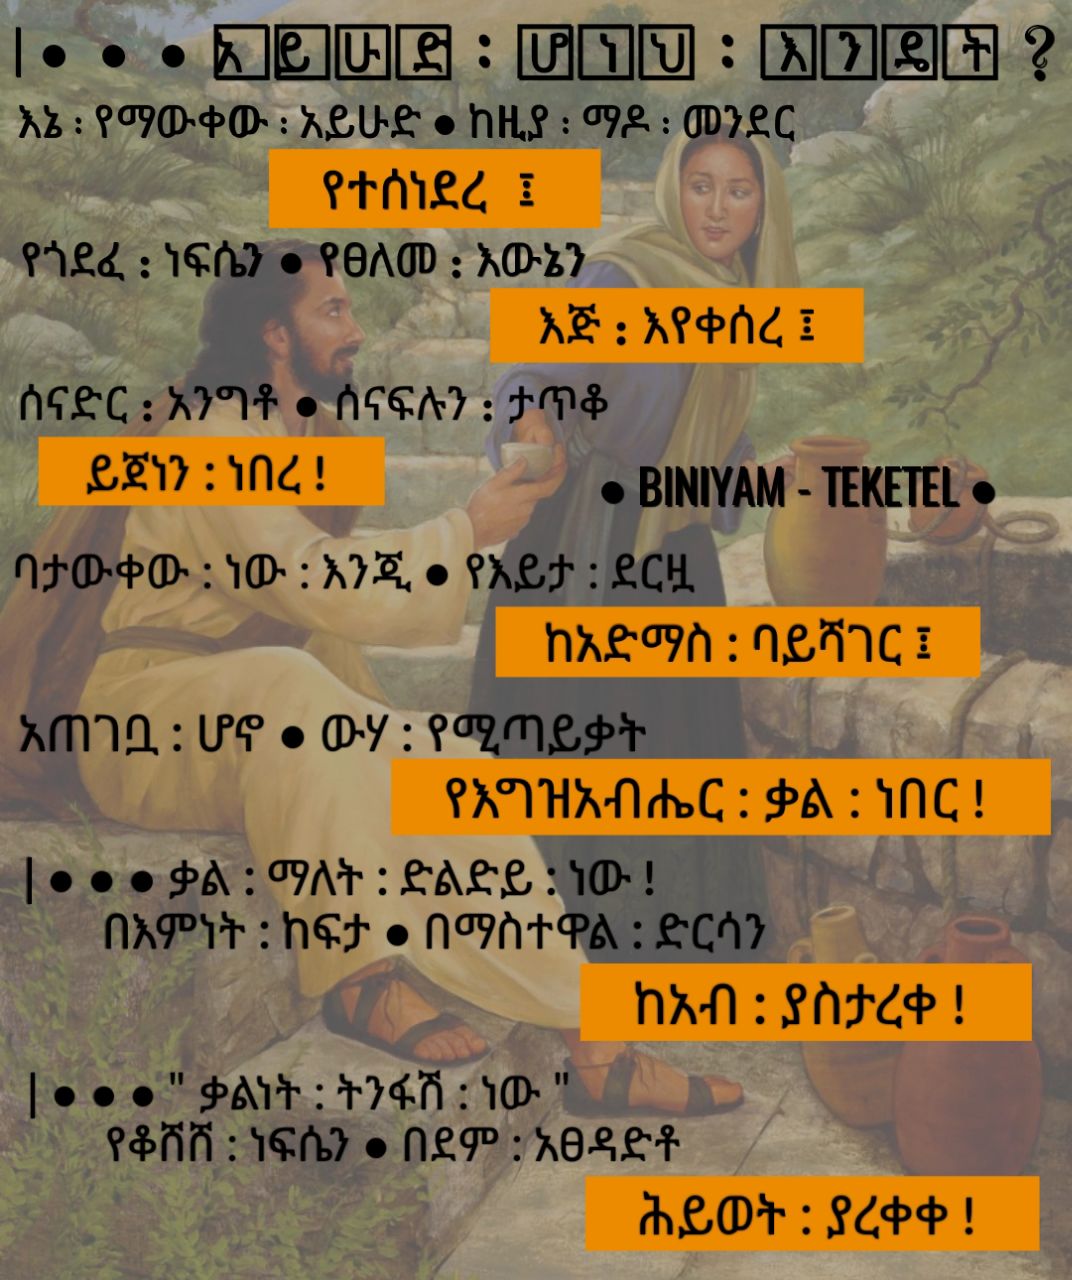 |● ● ● አይሁድ : ሆነህ : እንዴት ?
እኔ : የማውቀው : አይሁድ ● ከዚያ : ማዶ : መንደር
የተሰነደረ ፤
የጎደፈ : ነፍሴን ● የፀለመ : እውኔን
እጅ : እየቀሰረ ፤
ሰናድር : አንግቶ ● ሰናፍሉን : ታጥቆ
ይጀነን : ነበረ !
● BINIYAM - TEKETEL ●
ባታውቀው : ነው : እንጂ ● የእይታ : ደርዟ
ከአድማስ : ባይሻገር ፤
አጠገቧ : ሆኖ ● ውሃ : የሚጣይቃት
የእግዝአብሔር : ቃል : ነበር !
|● ● ● ቃል : ማለት : ድልድይ : ነው !
በእምነት : ከፍታ ● በማስተዋል : ድርሳን
ከአብ : ያስታረቀ !
|● ● ● " ቃልነት : ትንፋሽ : ነው "
የቆሸሸ : ነፍሴን ● በደም : አፀዳድቶ
ሕይወት : ያረቀቀ !